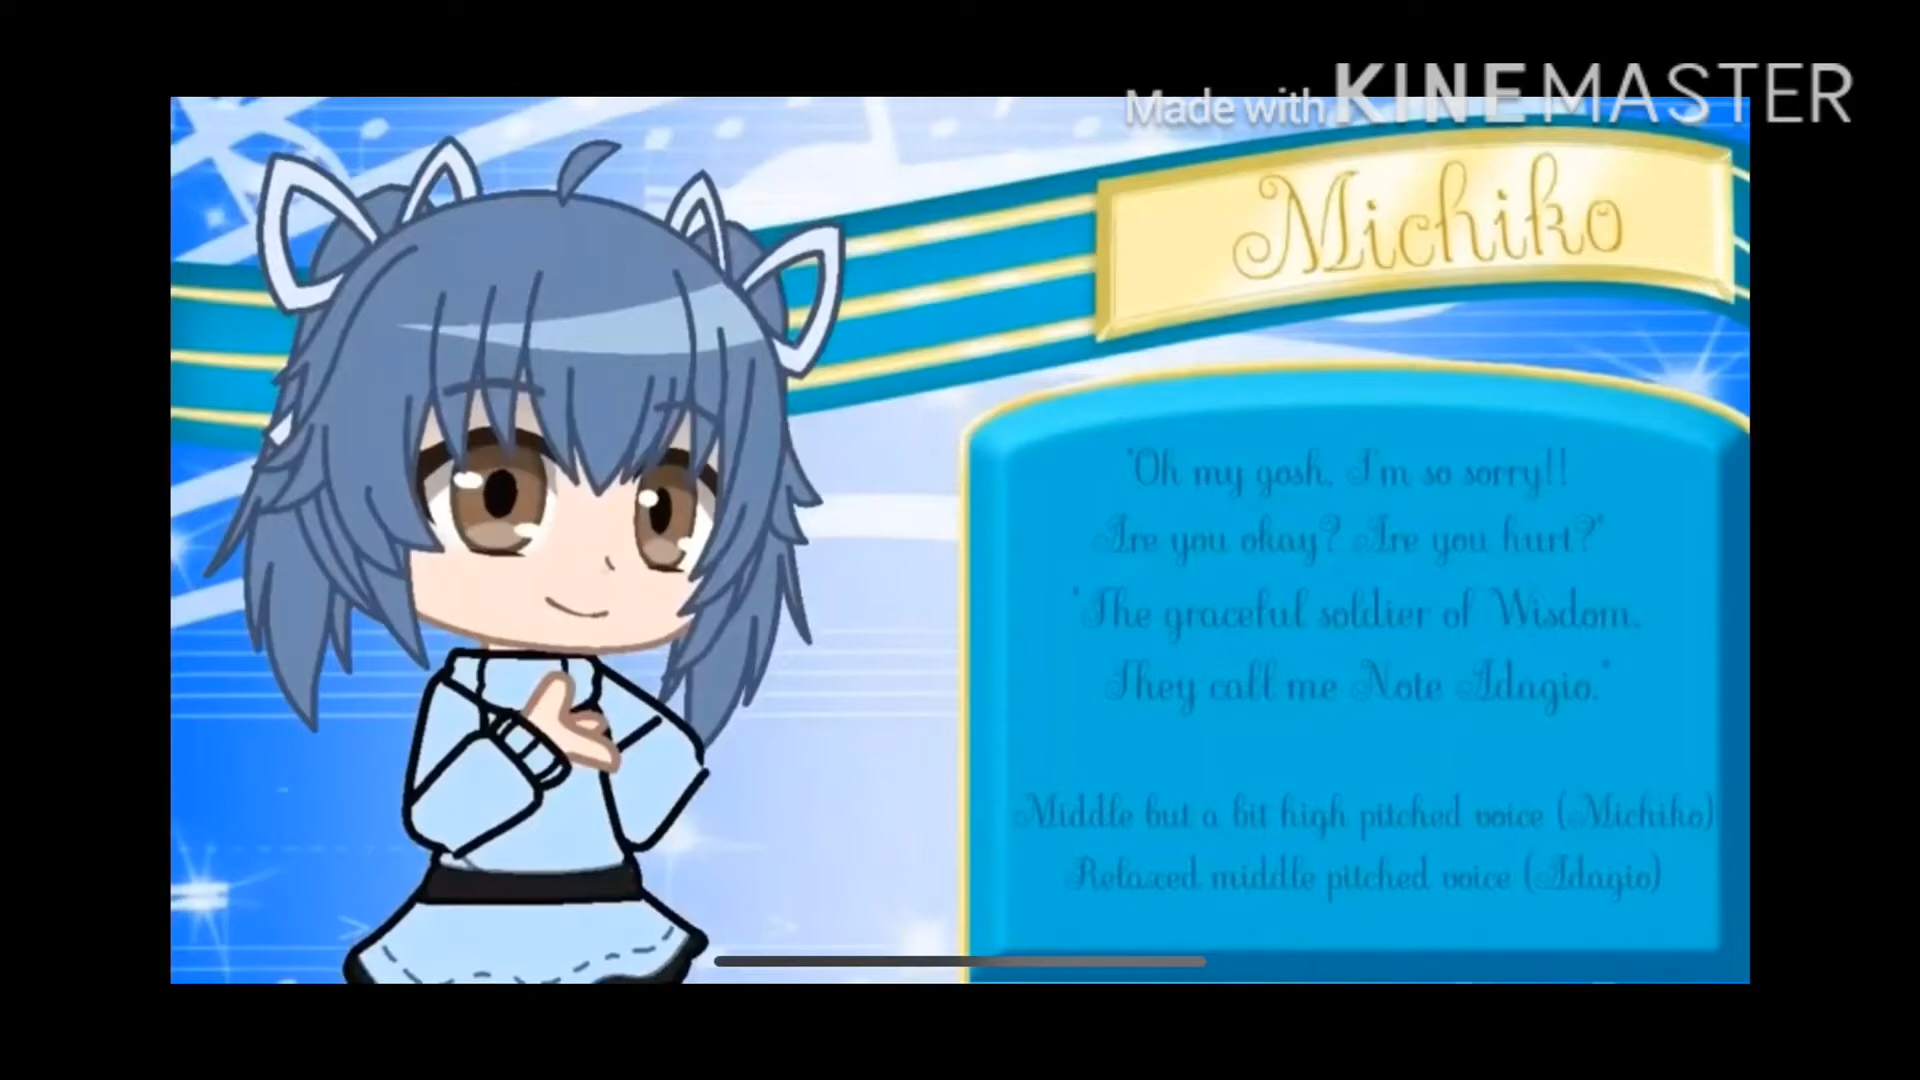 Made with KINEMASTER
Michiko
'Oh my gosh, I'm so sorry!!
Are you okay? Are you hurt?'
'The graceful soldier of Wisdom.
They call me Note Adagio.'
Middle but a bit high pitched voice (Michiko)
Relaxed middle pitched voice (Adagio)